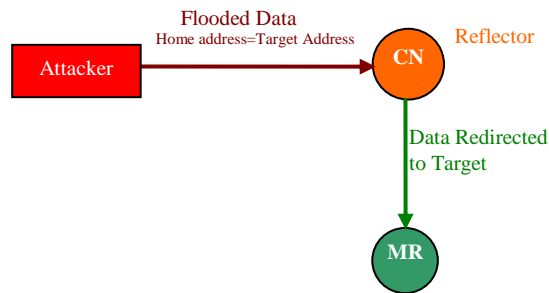 Flooded Data
Home address=Target Address
Attacker
CN
Reflector
Data Redirected
to Target
MR